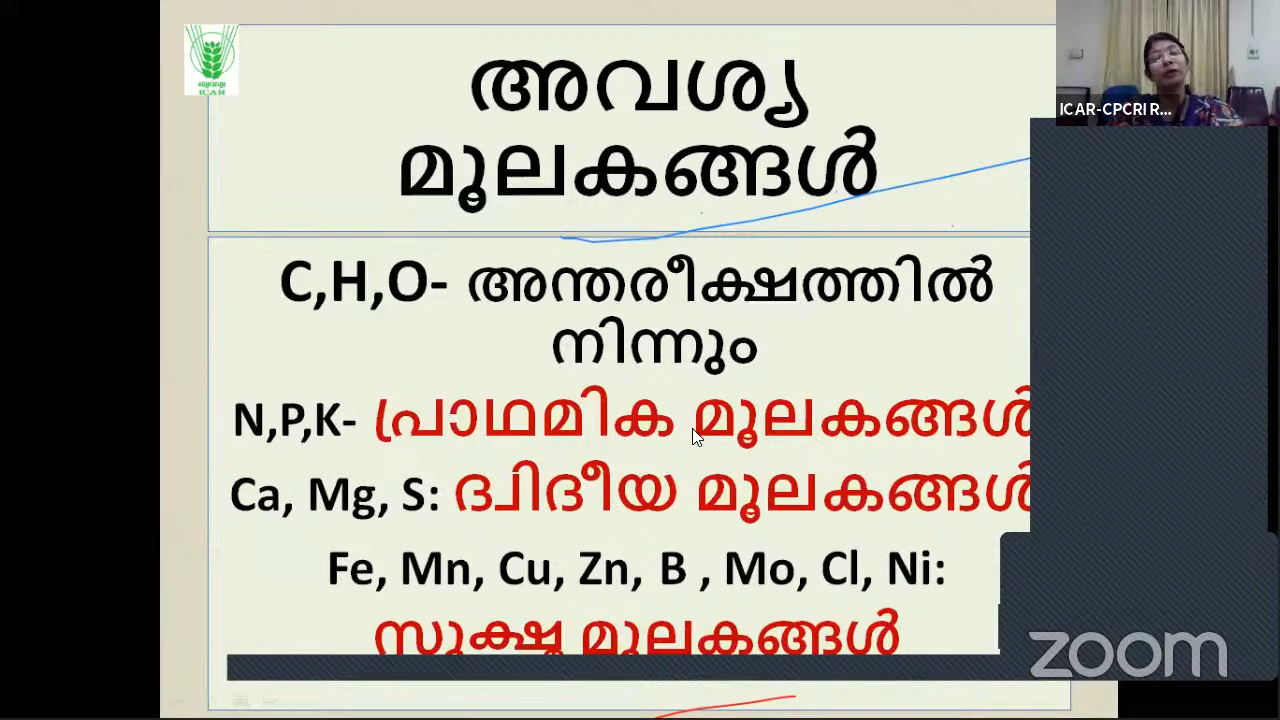 അവശ്യ
മൂലകങ്ങൾ
C,H,O- അന്തരീക്ഷത്തിൽ
നിന്നും
N,P,K- പ്രാഥമിക മൂലകങ്ങൾ
Ca, Mg, S: ദ്വിദീയ മൂലകങ്ങൾ
Fe, Mn, Cu, Zn, B , Mo, Cl, Ni:
സൂക്ഷ്മ മൂലകങ്ങൾ
ICAR
ICAR-CPCRI R...
zoom